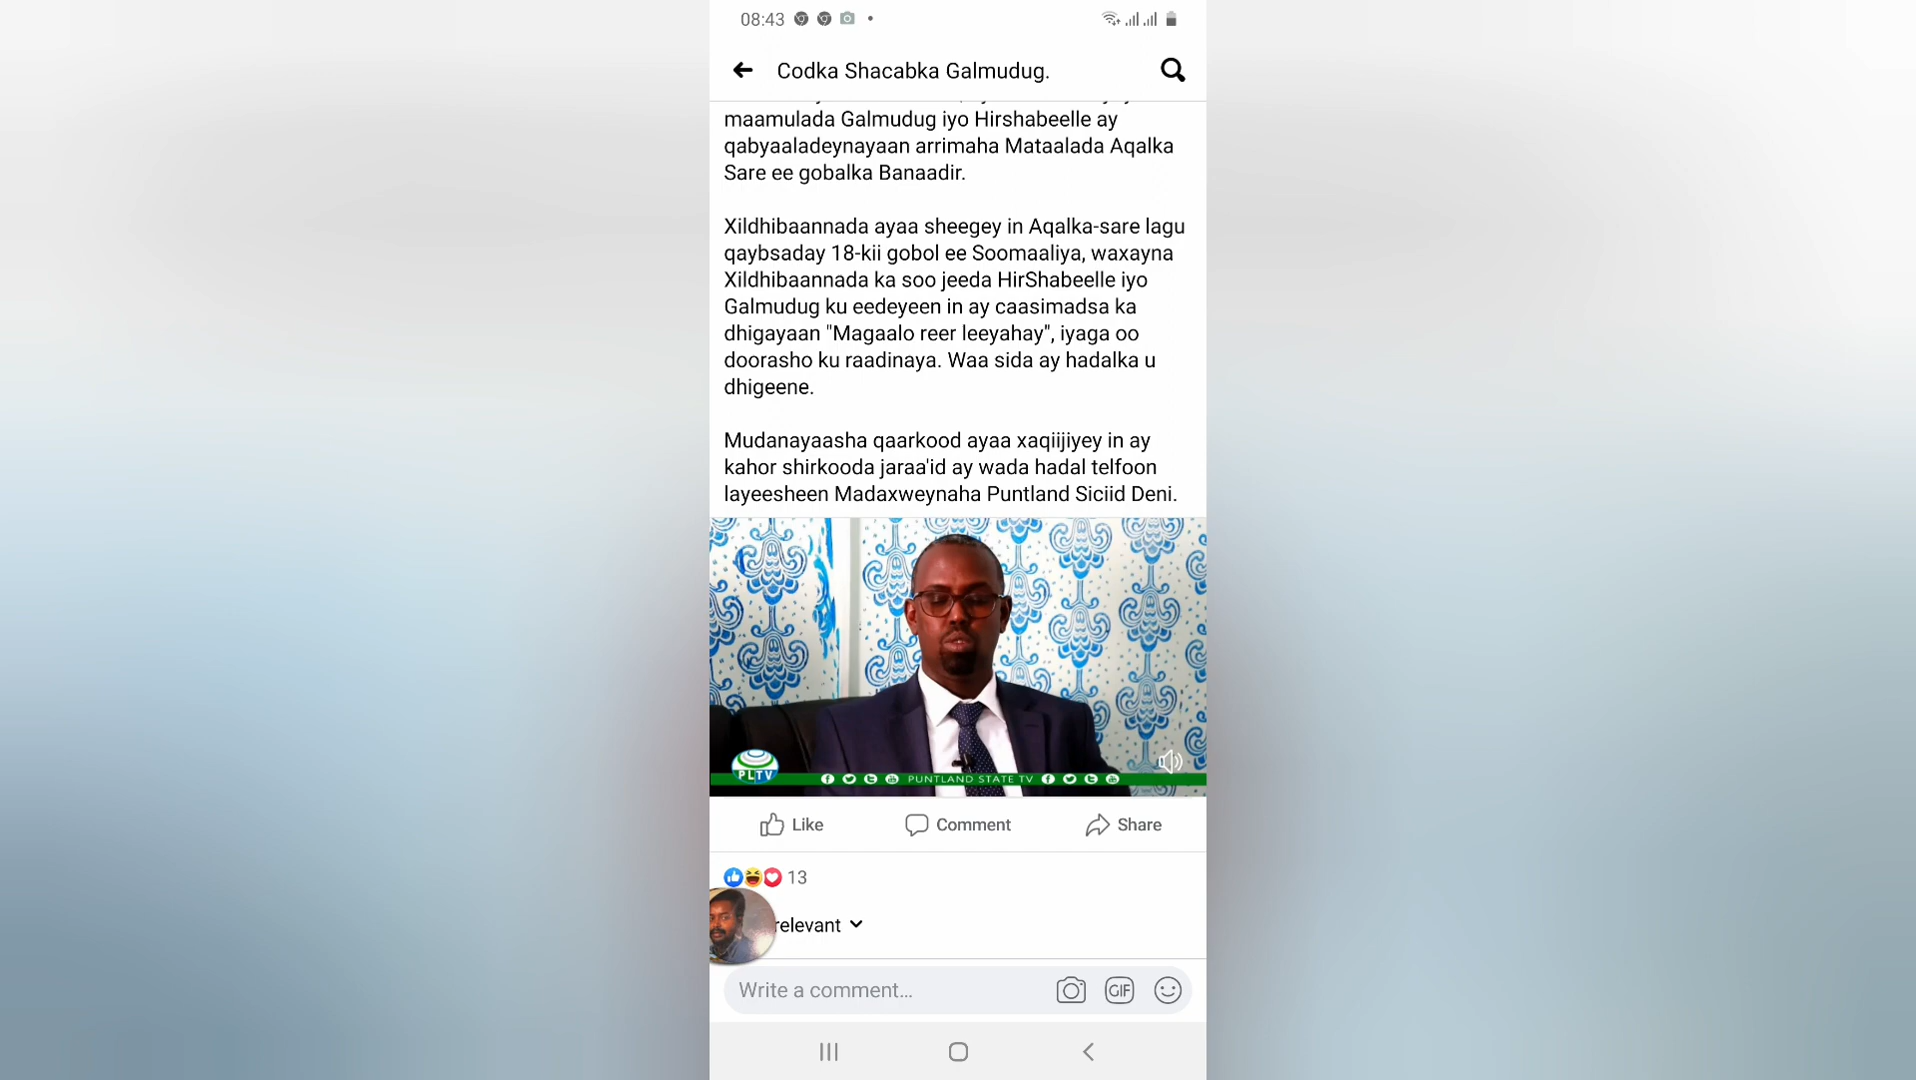 08:43
Codka Shacabka Galmudug.
maamulada Galmudug iyo Hirshabeelle ay
qabyaaladeynayaan arrimaha Mataalada Aqalka
Sare ee gobalka Banaadir.
Xildhibaannada ayaa sheegey in Aqalka-sare lagu
qaybsaday 18-kii gobol ee Soomaaliya, waxayna
Xildhibaannada ka soo jeeda HirShabeelle iyo
Galmudug ku eedeyeen in ay caasimadsa ka
dhigayaan "Magaalo reer leeyahay", iyaga oo
doorasho ku raadinaya. Waa sida ay hadalka u
dhigeene.
Mudanayaasha qaarkood ayaa xaqiijiyey in ay
kahor shirkooda jaraa'id ay wada hadal telfoon
layeesheen Madaxweynaha Puntland Siciid Deni.
PLTV
PUNTLAND STATE TV
Like Comment Share
13
relevant
Write a comment...
GIF